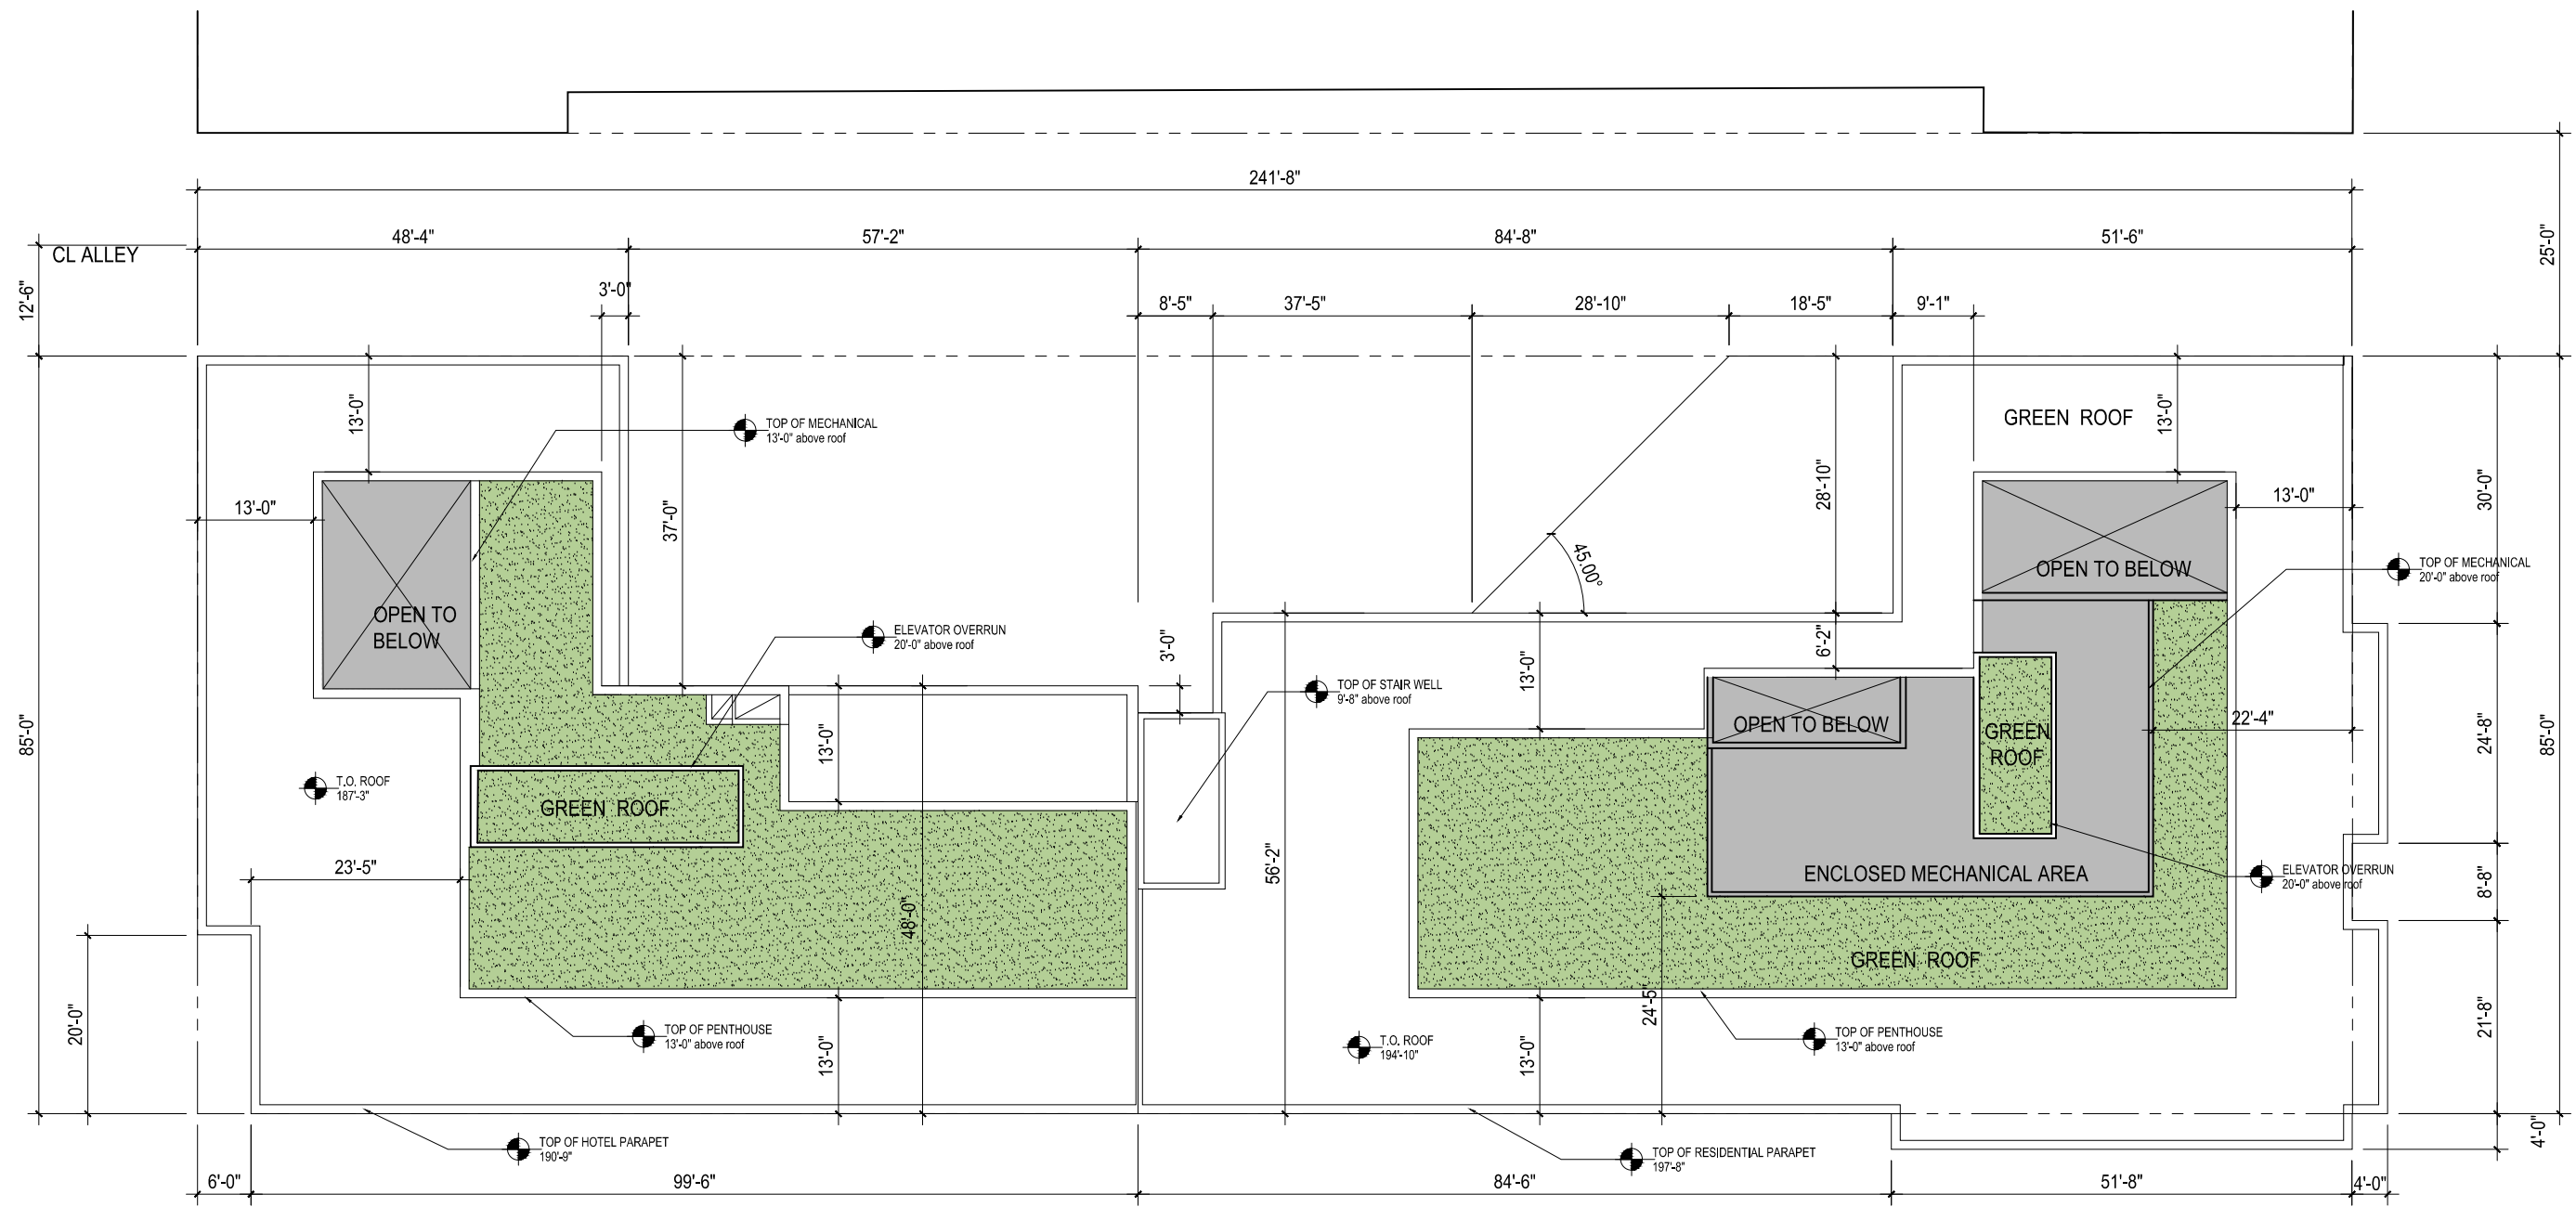 241'-8"
48'-4"
57'-2"
84'-8"
51'-6"
25'-0"
CL ALLEY
12'-6"
3'-0"
8'-5"
37'-5"
28'-10"
18'-5"
9'-1"
13'-0"
TOP OF MECHANICAL
13'-0" above roof
GREEN ROOF
13'-0"
13'-0"
37'-0"
28'-10"
13'-0"
30'-0"
45.00°
OPEN TO BELOW
TOP OF MECHANICAL
20'-0" above roof
OPEN TO
BELOW
ELEVATOR OVERRUN
20'-0" above roof
3'-0"
13'-0"
6'-2"
TOP OF STAIR WELL
9'-8" above roof
85'-0"
13'-0"
OPEN TO BELOW
GREEN
ROOF
22'-4"
24'-8"
85'-0"
T.O. ROOF
187'-3"
GREEN ROOF
23'-5"
56'-2"
ENCLOSED MECHANICAL AREA
ELEVATOR OVERRUN
20'-0" above roof
8'-8"
48'-0"
GREEN ROOF
20'-0"
24'-5"
21'-8"
TOP OF PENTHOUSE
13'-0" above roof
13'-0"
T.O. ROOF
194'-10"
13'-0"
TOP OF PENTHOUSE
13'-0" above roof
TOP OF HOTEL PARAPET
190'-9"
TOP OF RESIDENTIAL PARAPET
197'-8"
4'-0"
6'-0"
99'-6"
84'-6"
51'-8"
4'-0"